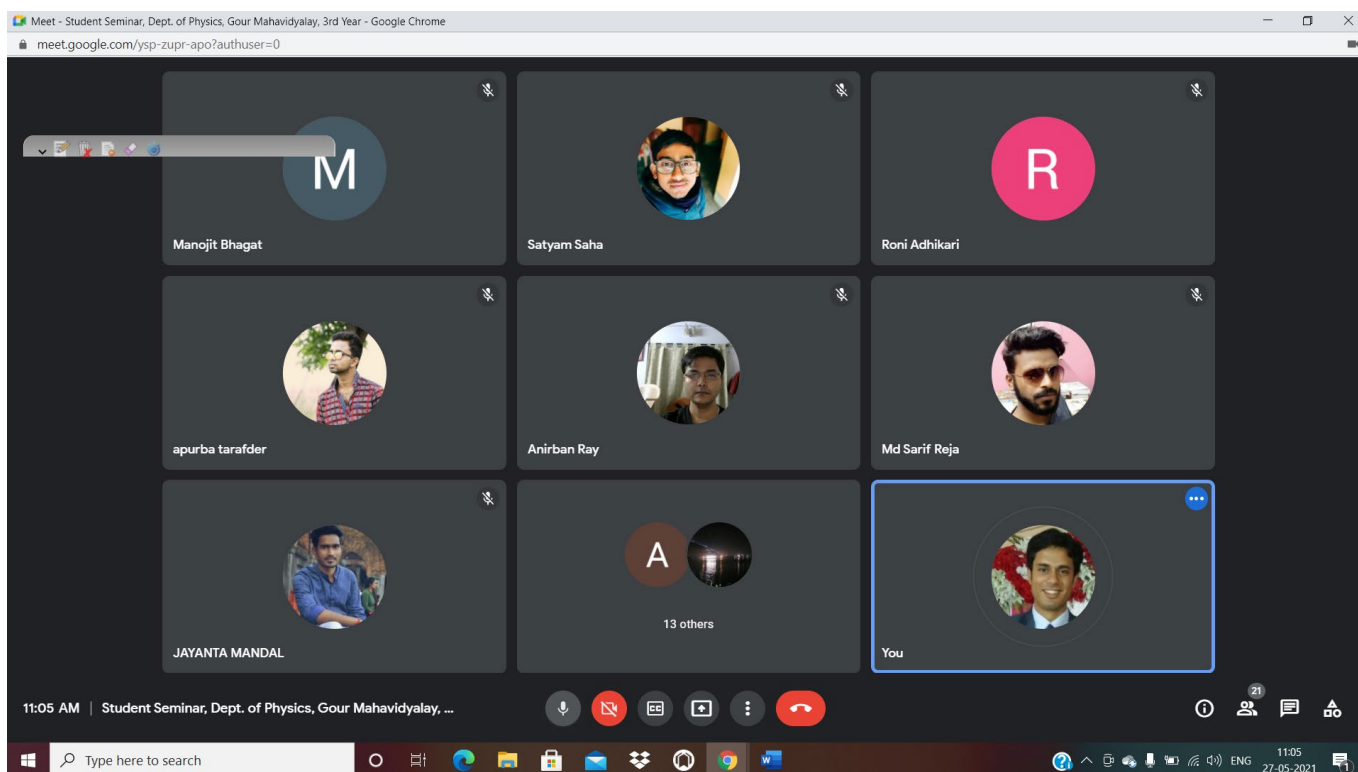 Meet - Student Seminar, Dept. of Physics, Gour Mahavidyalay, 3rd Year - Google Chrome
meet.google.com/ysp-zupr-apo?authuser=0
M
Manojit Bhagat
Satyam Saha
R
Roni Adhikari
apurba tarafder
Anirban Ray
Md Sarif Reja
JAYANTA MANDAL
A
13 others
You
11:05 AM | Student Seminar, Dept. of Physics, Gour Mahavidyalay, ...
CC
21
Type here to search
W
ENG
11:05
27-05-2021
1